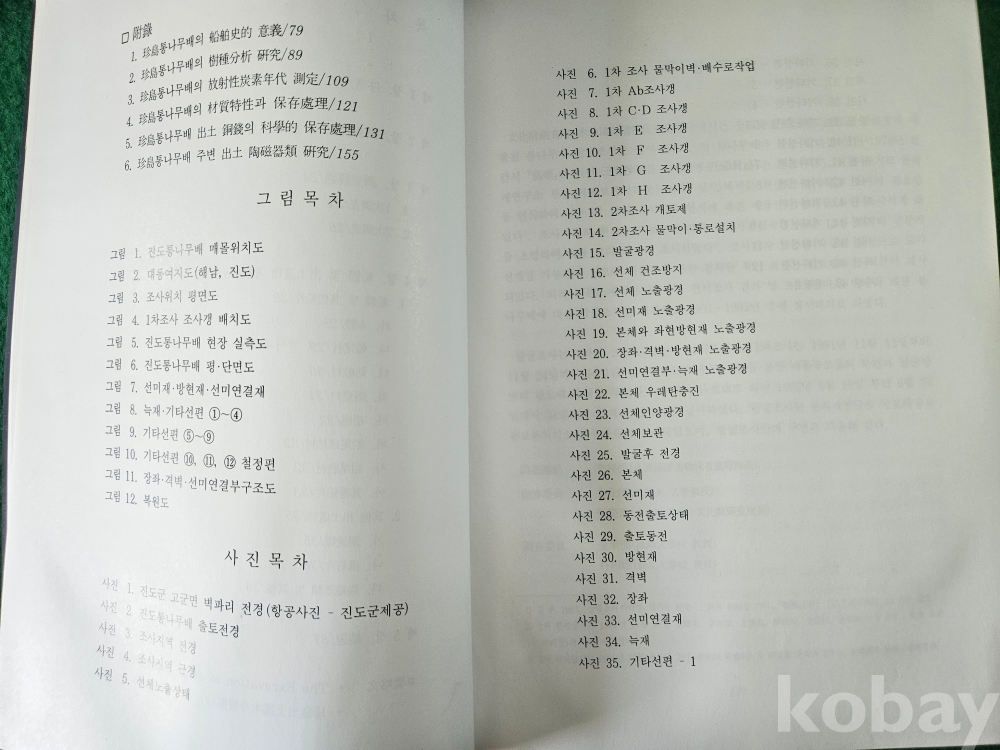 □ 附錄
1. 珍島통나무배의 船舶史的 意義/79
2. 珍島통나무배의 樹種分析 研究/89
3. 珍島통나무배의 放射性炭素年代 測定/109
4. 珍島통나무배의 材質特性과 保存處理/121
5. 珍島통나무배 出土 銅錢의 科學的 保存處理/131
6. 珍島통나무배 주변 出土 陶磁器類 研究/155
그림목차
그림 1. 진도통나무배 매몰위치도
그림 2. 대동여지도(해남, 진도)
그림 3. 조사위치 평면도
그림 4. 1차조사 조사갱 배치도
그림 5. 진도통나무배 현장 실측도
그림 6. 진도통나무배 평·단면도
그림 7. 선미재·방현재·선미연결재
그림 8. 늑재·기타선편 ①~④
그림 9. 기타선편 ⑤~⑨
그림 10. 기타선편 ⑩, ⑪, ⑫ 철정편
그림 11. 장좌·격벽·선미연결부구조도
그림 12. 복원도
사진목차
사진 1. 진도군 고군면 벽파리 전경(항공사진 - 진도군제공)
사진 2. 진도통나무배 출토전경
사진 3. 조사지역 전경
사진 4. 조사지역 근경
사진 5. 선체노출상태
사진 6. 1차 조사 물막이벽·배수로작업
사진 7. 1차 Ab조사갱
사진 8. 1차 C·D 조사갱
사진 9. 1차 E 조사갱
사진 10. 1차 F 조사갱
사진 11. 1차 G 조사갱
사진 12. 1차 H 조사갱
사진 13. 2차조사 개토제
사진 14. 2차조사 물막이·통로설치
사진 15. 발굴광경
사진 16. 선체 건조방지
사진 17. 선체 노출광경
사진 18. 선미재 노출광경
사진 19. 본체와 좌현방현재 노출광경
사진 20. 장좌·격벽·방현재 노출광경
사진 21. 선미연결부·늑재 노출광경
사진 22. 본체 우레탄충진
사진 23. 선체인양광경
사진 24. 선체보관
사진 25. 발굴후 전경
사진 26. 본체
사진 27. 선미재
사진 28. 동전출토상태
사진 29. 출토동전
사진 30. 방현재
사진 31. 격벽
사진 32. 장좌
사진 33. 선미연결재
사진 34. 늑재
사진 35. 기타선편 - 1
kobay